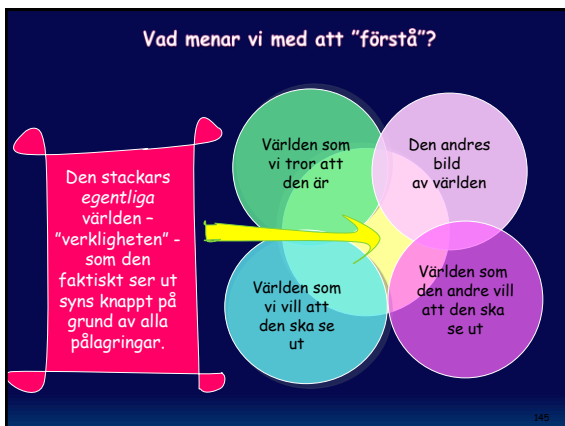 Vad menar vi med att ”förstå”?
Den stackars
egentliga
världen –
”verkligheten” -
som den
faktiskt ser ut
syns knappt på
grund av alla
pålagringar.
Världen som
vi tror att
den är
Den andres
bild
av världen
Världen som
vi vill att
den ska se
ut
Världen som
den andre vill
att den ska
se ut
145